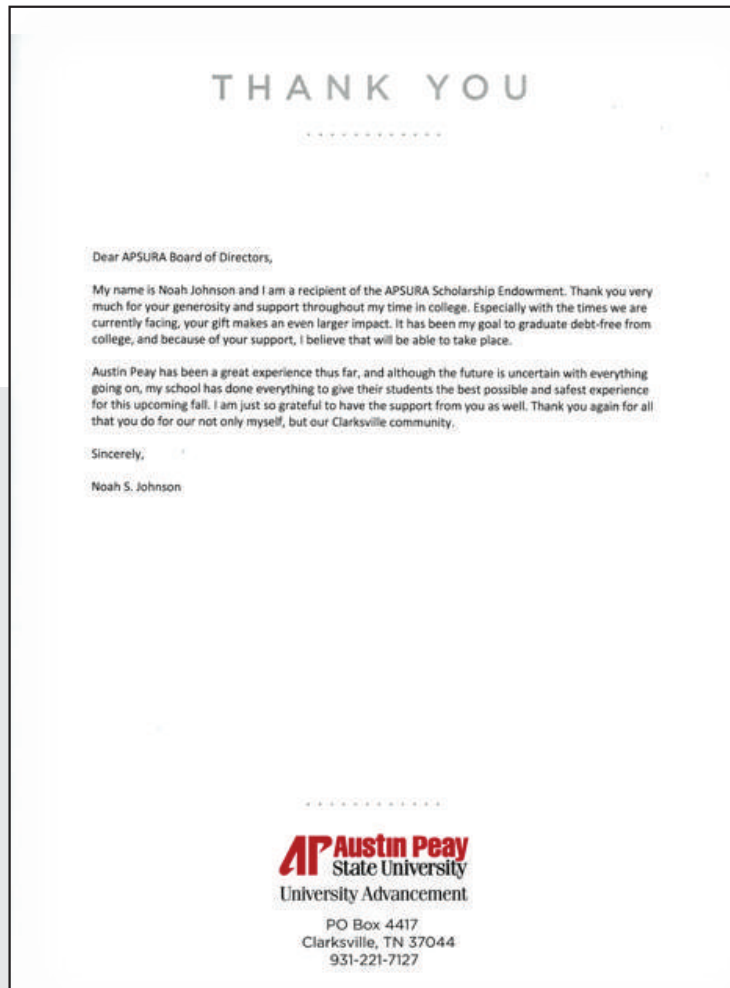 THANK YOU
Dear APSURA Board of Directors,
My name is Noah Johnson and I am a recipient of the APSURA Scholarship Endowment. Thank you very
much for your generosity and support throughout my time in college. Especially with the times we are
currently facing, your gift makes an even larger impact. It has been my goal to graduate debt-free from
college, and because of your support, I believe that will be able to take place.
Austin Peay has been a great experience thus far, and although the future is uncertain with everything
going on, my school has done everything to give their students the best possible and safest experience
for this upcoming fall. I am just so grateful to have the support from you as well. Thank you again for all
that you do for our not only myself, but our Clarksville community.
Sincerely,
Noah S. Johnson
AP Austin Peay
State University
University Advancement
PO Box 4417
Clarksville, TN 37044
931-221-7127